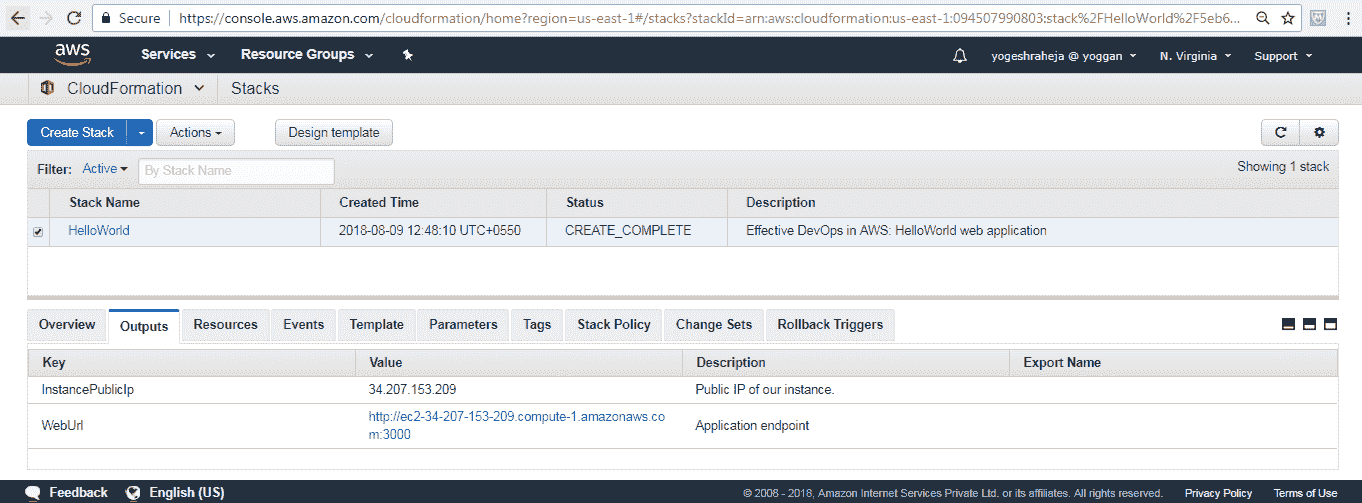 Secure https://console.aws.amazon.com/cloudformation/home?region=us-east-1#/stacks?stackId=arn:aws:cloudformation:us-east-1:094507990803:stack%2FHelloWorld%2F5eb6...
aws Services Resource Groups yogeshraheja @ yoggan N. Virginia Support
CloudFormation Stacks
Create Stack Actions Design template
Filter: Active By Stack Name Showing 1 stack
Stack Name Created Time Status Description
HelloWorld 2018-08-09 12:48:10 UTC+0550 CREATE_COMPLETE Effective DevOps in AWS: HelloWorld web application
Overview Outputs Resources Events Template Parameters Tags Stack Policy Change Sets Rollback Triggers
Key Value Description Export Name
InstancePublicIp 34.207.153.209 Public IP of our instance.
WebUrl http://ec2-34-207-153-209.compute-1.amazonaws.co
m:3000 Application endpoint
Feedback English (US) © 2008 - 2018, Amazon Internet Services Private Ltd. or its affiliates. All rights reserved. Privacy Policy Terms of Use